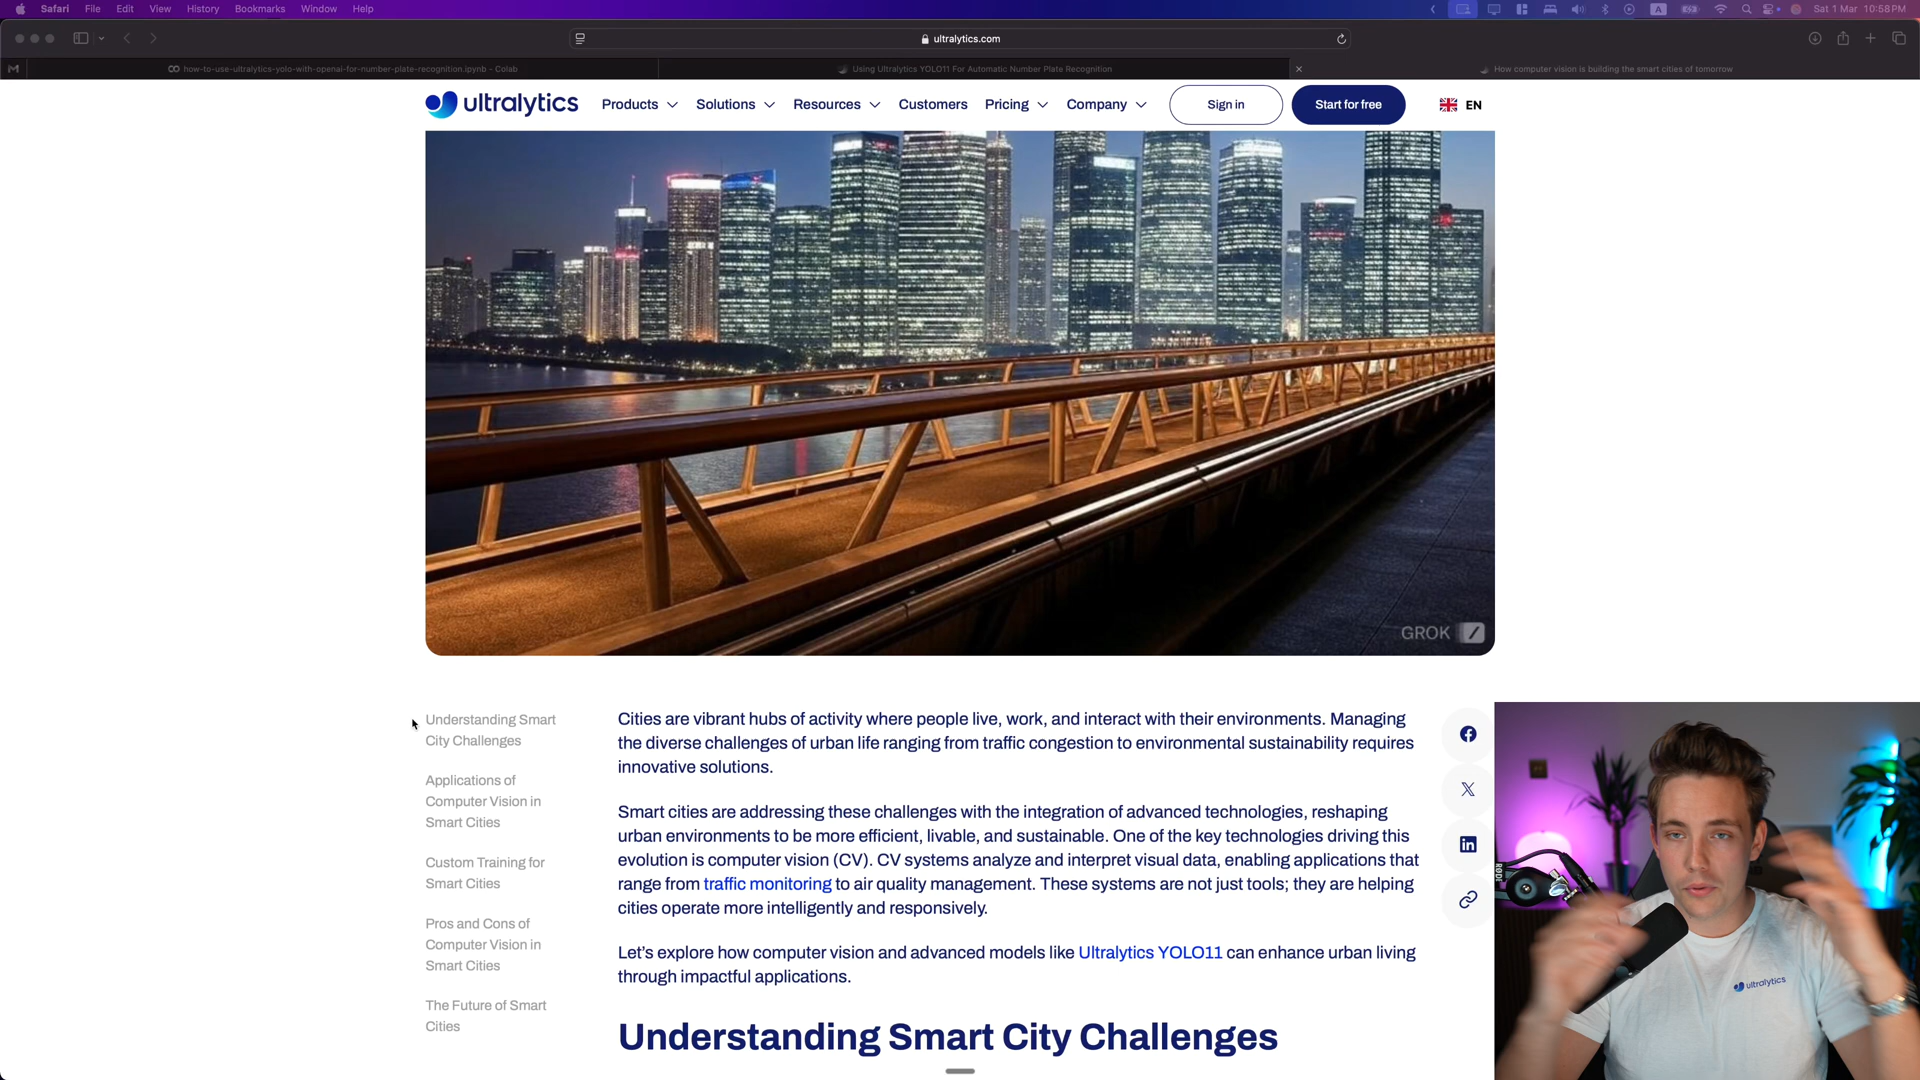 Safari File Edit View History Bookmarks Window Help
A
Sat 1 Mar 10:58 PM
ultralytics.com
how-to-use-ultralytics-yolo-with-openai-for-number-plate-recognition.ipynb - Colab
Using Ultralytics YOLO11 For Automatic Number Plate Recognition
How computer vision is building the smart cities of tomorrow
ultralytics
Products Solutions Resources Customers Pricing Company
Sign in
Start for free
EN
GROK
Understanding Smart
City Challenges
Applications of
Computer Vision in
Smart Cities
Custom Training for
Smart Cities
Pros and Cons of
Computer Vision in
Smart Cities
The Future of Smart
Cities
Cities are vibrant hubs of activity where people live, work, and interact with their environments. Managing
the diverse challenges of urban life ranging from traffic congestion to environmental sustainability requires
innovative solutions.
Smart cities are addressing these challenges with the integration of advanced technologies, reshaping
urban environments to be more efficient, livable, and sustainable. One of the key technologies driving this
evolution is computer vision (CV). CV systems analyze and interpret visual data, enabling applications that
range from traffic monitoring to air quality management. These systems are not just tools; they are helping
cities operate more intelligently and responsively.
Let's explore how computer vision and advanced models like Ultralytics YOLO11 can enhance urban living
through impactful applications.
Understanding Smart City Challenges
RODE
ultralytics